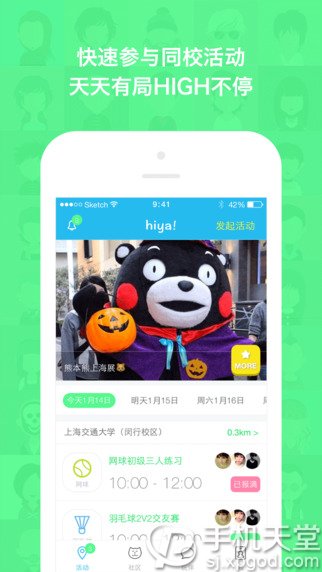 快速参与同校活动
天天有局HIGH不停
Sketch
9:41
42%
2
hiya!
发起活动
熊本熊上海展
MORE
今天1月14日
明天1月15日
周六1月16日
上海交通大学（闵行校区）
0.3km>
网球初级三人练习
10:00 - 12:00
网球
已报满
羽毛球2V2交友赛
10:00 - 12:00
活动
社区
手机天堂
sj.xpgod.com